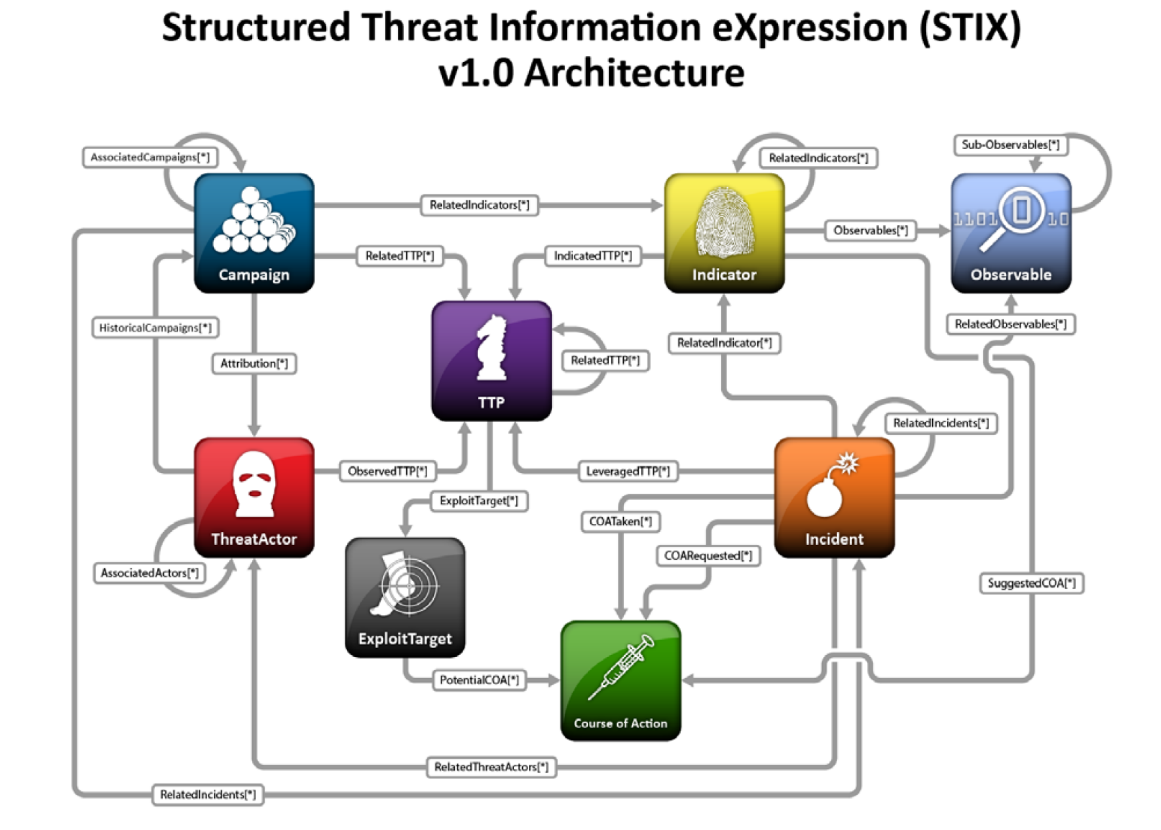 Structured Threat Information eXpression (STIX)
v1.0 Architecture
AssociatedCampaigns[*]
RelatedIndicators[*]
Sub-Observables[*]
RelatedIndicators[*]
Observables[*]
1101 0 10
Campaign
RelatedTTP[*]
IndicatedTTP[*]
Indicator
Observable
HistoricalCampaigns[*]
RelatedObservables[*]
RelatedIndicator[*]
Attribution[*]
RelatedTTP[*]
TTP
RelatedIncidents[*]
ObservedTTP[*]
LeveragedTTP[*]
ExploitTarget[*]
COATaken[*]
ThreatActor
Incident
COARequested[*]
AssociatedActors[*]
SuggestedCOA[*]
ExploitTarget
PotentialCOA[*]
Course of Action
RelatedThreatActors[*]
RelatedIncidents[*]